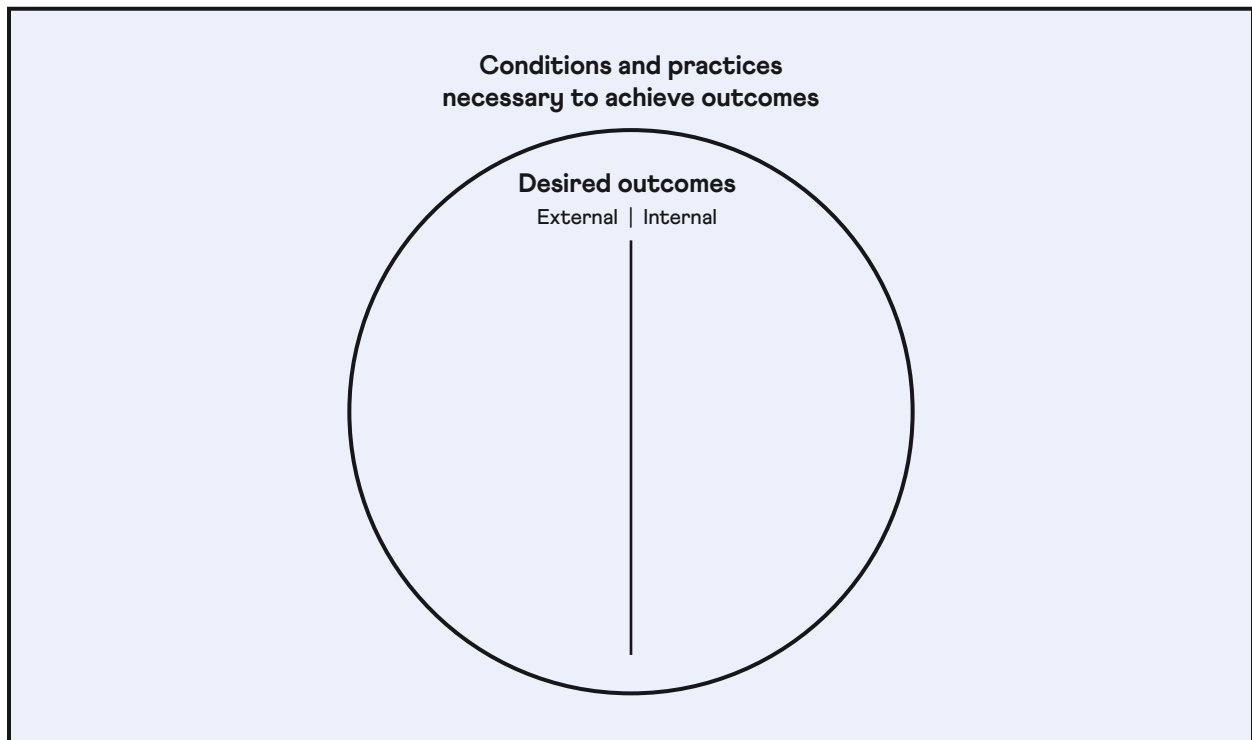 Conditions and practices
necessary to achieve outcomes
Desired outcomes
External | Internal